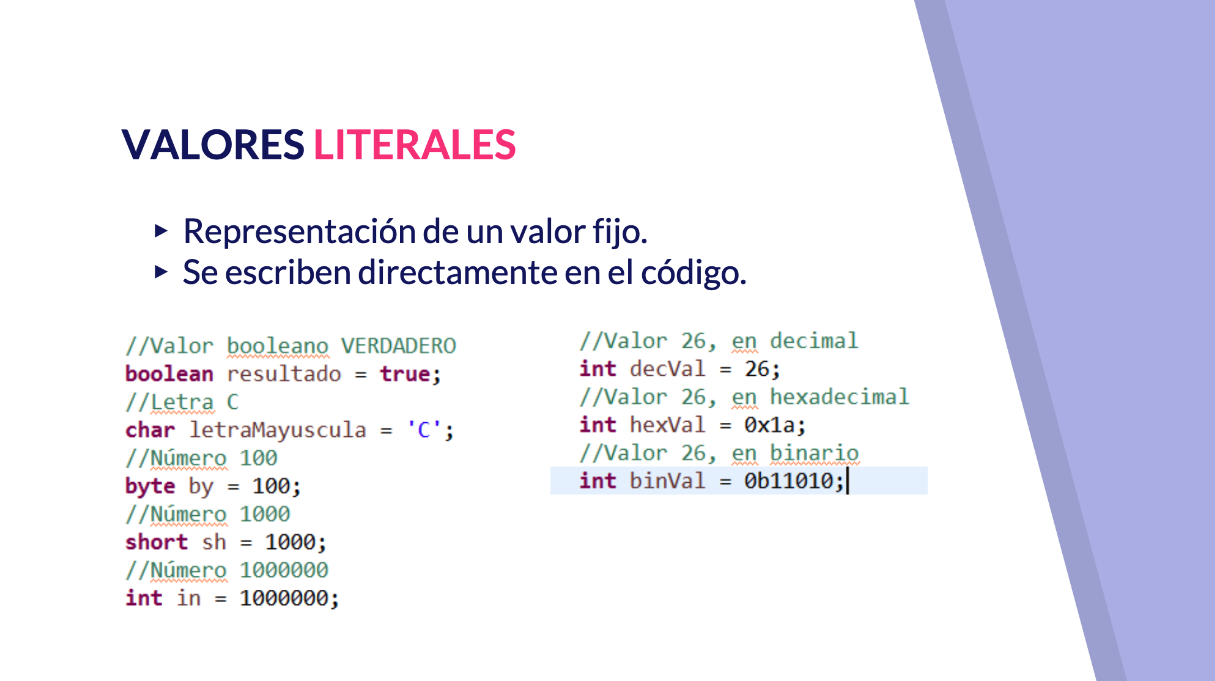 VALORES LITERALES
▸ Representación de un valor fijo.
▸ Se escriben directamente en el código.
//Valor booleano VERDADERO
boolean resultado = true;
//Letra C
char letraMayuscula = 'C';
//Número 100
byte by = 100;
//Número 1000
short sh = 1000;
//Número 1000000
int in = 1000000;
//Valor 26, en decimal
int decVal = 26;
//Valor 26, en hexadecimal
int hexVal = 0x1a;
//Valor 26, en binario
int binVal = 0b11010;